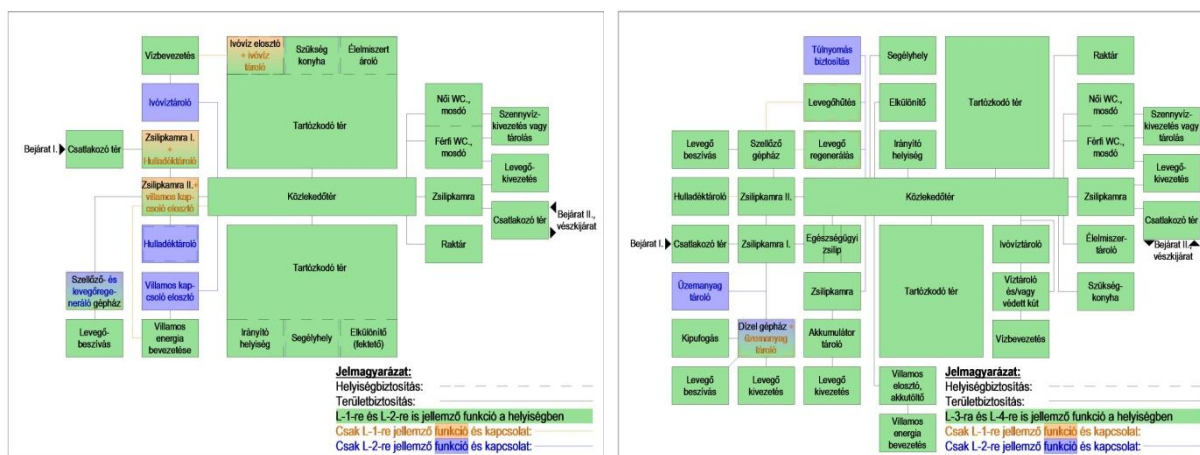 Vízbevezetés
Ivóvíz elosztó
+ ivóvíz
tároló
Szükség
konyha
Élelmiszert
ároló
Ivóvíztároló
Tartózkodó tér
Női WC.,
mosdó
Férfi WC.,
mosdó
Szennyvíz-
kivezetés vagy
tárolás
Levegő-
kivezetés
Bejárat I.
Csatlakozó tér
Zsilipkamra I.
+
Hulladéktároló
Zsilipkamra II.+
villamos kap-
csoló elosztó
Közlekedőtér
Zsilipkamra
Csatlakozó tér
Bejárat II.,
vészkijárat
Raktár
Hulladéktároló
Tartózkodó tér
Szellőző- és
levegőrege-
neráló gépház
Villamos kap-
csoló elosztó
Levegő-
beszívás
Villamos
energia
bevezetése
Irányító
helyiség
Segélyhely
Elkülönítő
(fektető)
Jelmagyarázat:
Helyiségbiztosítás:
Területbiztosítás:
L-1-re és L-2-re is jellemző funkció a helyiségben
Csak L-1-re jellemző funkció és kapcsolat:
Csak L-2-re jellemző funkció és kapcsolat:
Túlnyomás
biztosítás
Segélyhely
Tartózkodó tér
Raktár
Levegőhűtés
Elkülönítő
Női WC.,
mosdó
Szennyvíz-
kivezetés vagy
tárolás
Levegő
beszívás
Szellőző
gépház
Levegő
regenerálás
Irányító
helyiség
Férfi WC.,
mosdó
Levegő-
kivezetés
Hulladéktároló
Zsilipkamra II.
Közlekedőtér
Zsilipkamra
Csatlakozó tér
Bejárat II.,
vészkijárat
Bejárat I.
Csatlakozó tér
Zsilipkamra I.
Egészségügyi
zsilip
Tartózkodó tér
Ivóvíztároló
Élelmiszer-
tároló
Üzemanyag
tároló
Zsilipkamra
Víztároló
és/vagy
védett kút
Szükség-
konyha
Kipufogás
Dízel gépház +
üzemanyag
tároló
Akkumulátor
tároló
Vízbevezetés
Levegő
beszívás
Levegő
kivezetés
Levegő
kivezetés
Villamos
elosztó,
akkutöltő
Villamos
energia
bevezetés
Jelmagyarázat:
Helyiségbiztosítás:
Területbiztosítás:
L-3-ra és L-4-re is jellemző funkció a helyiségben
Csak L-1-re jellemző funkció és kapcsolat:
Csak L-2-re jellemző funkció és kapcsolat: